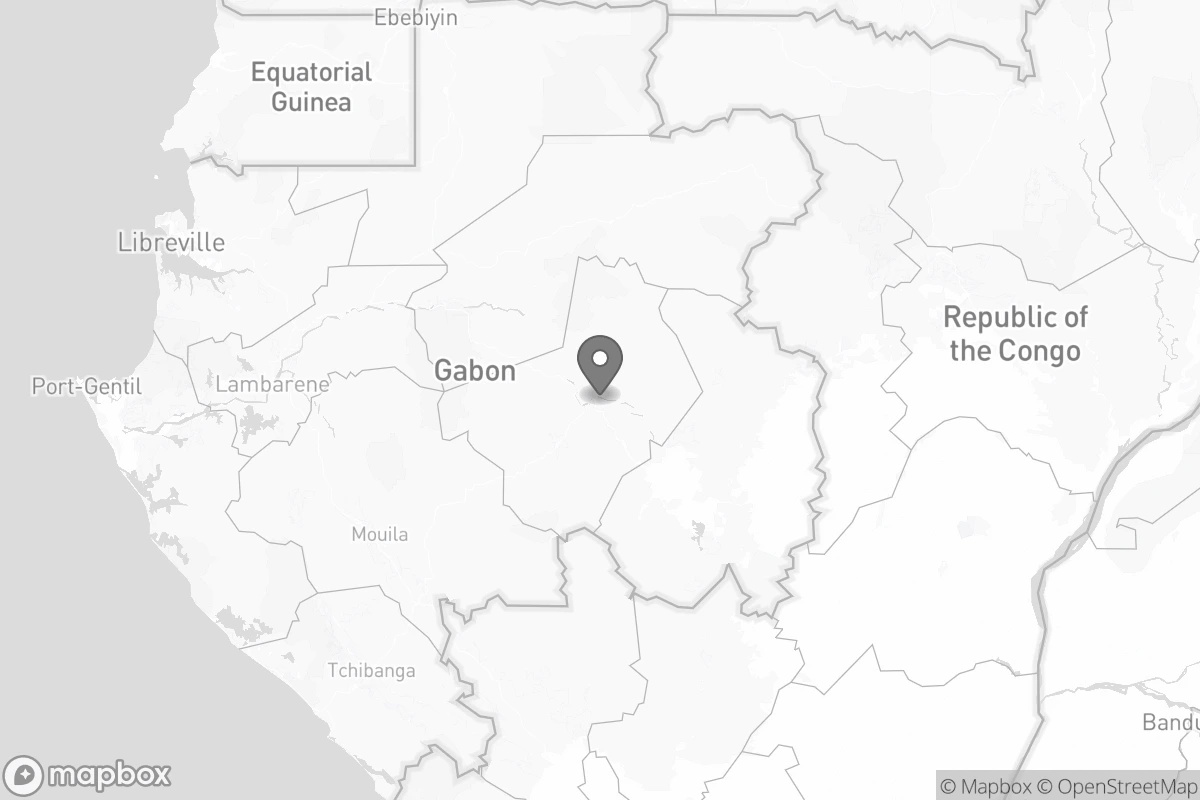 Ebebiyin
Equatorial
Guinea
Libreville
Republic of
the Congo
Gabon
Port-Gentil
Lambarene
Mouila
Tchibanga
Bandu
mapbox
© Mapbox © OpenStreetMap